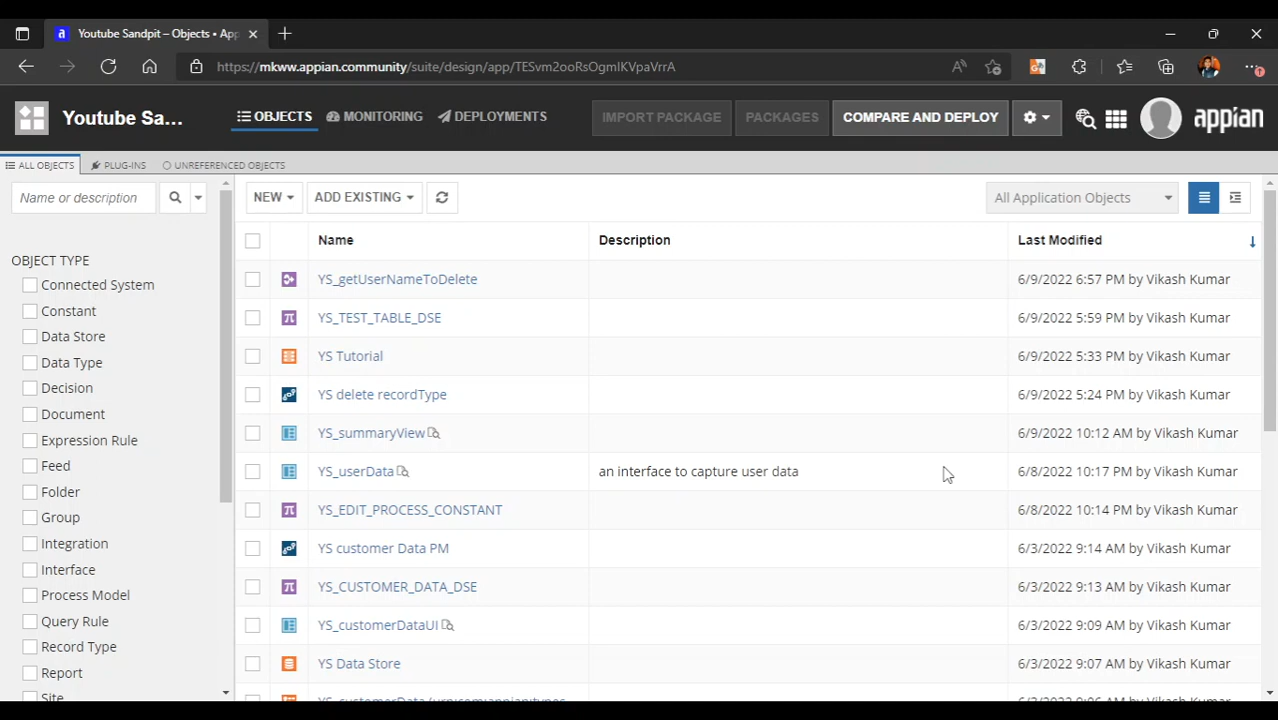 Youtube Sandpit – Objects • App
https://mkww.appian.community/suite/design/app/TESvm2ooRsOgmIKVpaVrrA
Youtube Sa...
OBJECTS
MONITORING
DEPLOYMENTS
IMPORT PACKAGE
PACKAGES
COMPARE AND DEPLOY
appian
ALL OBJECTS
PLUG-INS
UNREFERENCED OBJECTS
Name or description
NEW
ADD EXISTING
All Application Objects
OBJECT TYPE
Connected System
Constant
Data Store
Data Type
Decision
Document
Expression Rule
Feed
Folder
Group
Integration
Interface
Process Model
Query Rule
Record Type
Report
Site
Name Description Last Modified
YS_getUserNameToDelete 6/9/2022 6:57 PM by Vikash Kumar
YS_TEST_TABLE_DSE 6/9/2022 5:59 PM by Vikash Kumar
YS Tutorial 6/9/2022 5:33 PM by Vikash Kumar
YS delete recordType 6/9/2022 5:24 PM by Vikash Kumar
YS_summaryView 6/9/2022 10:12 AM by Vikash Kumar
YS_userData an interface to capture user data 6/8/2022 10:17 PM by Vikash Kumar
YS_EDIT_PROCESS_CONSTANT 6/8/2022 10:14 PM by Vikash Kumar
YS customer Data PM 6/3/2022 9:14 AM by Vikash Kumar
YS_CUSTOMER_DATA_DSE 6/3/2022 9:13 AM by Vikash Kumar
YS_customerDataUI 6/3/2022 9:09 AM by Vikash Kumar
YS Data Store 6/3/2022 9:07 AM by Vikash Kumar